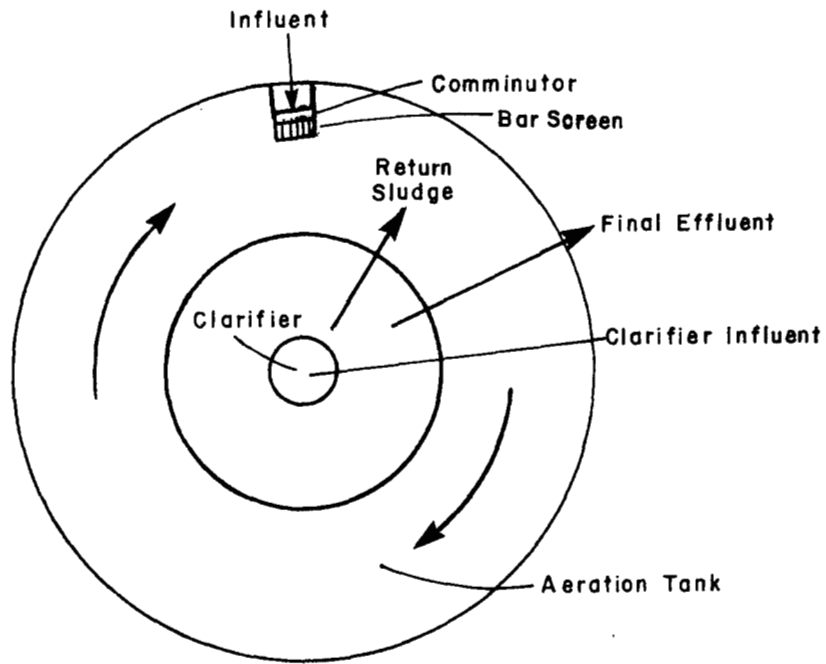 Influent
Comminutor
Bar Screen
Return
Sludge
Final Effluent
Clarifier
Clarifier Influent
Aeration Tank